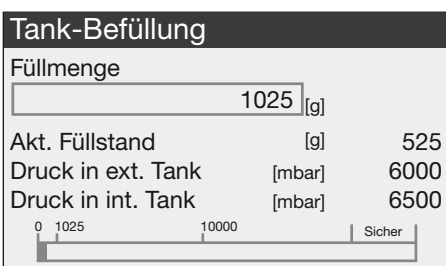 Tank-Befüllung
Füllmenge
1025 [g]
Akt. Füllstand [g] 525
Druck in ext. Tank [mbar] 6000
Druck in int. Tank [mbar] 6500
0 1025 10000 Sicher